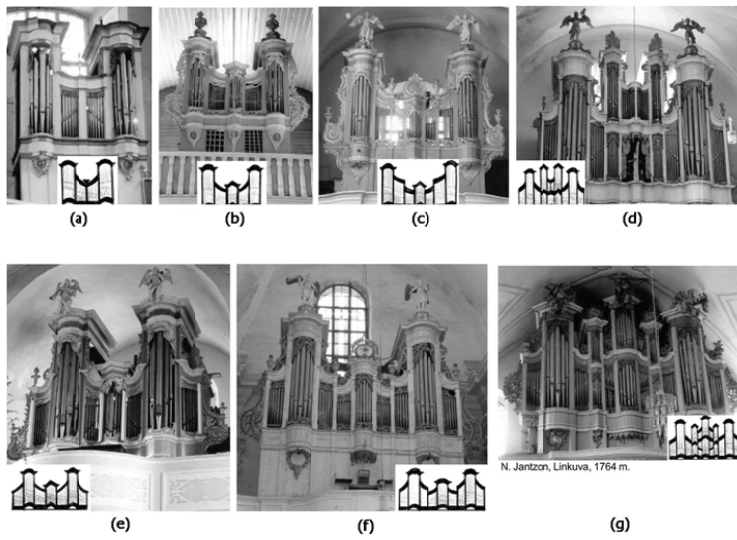 (a)
(b)
(c)
(d)
N. Jantzon, Linkuva, 1764 m.
(e)
(f)
(g)